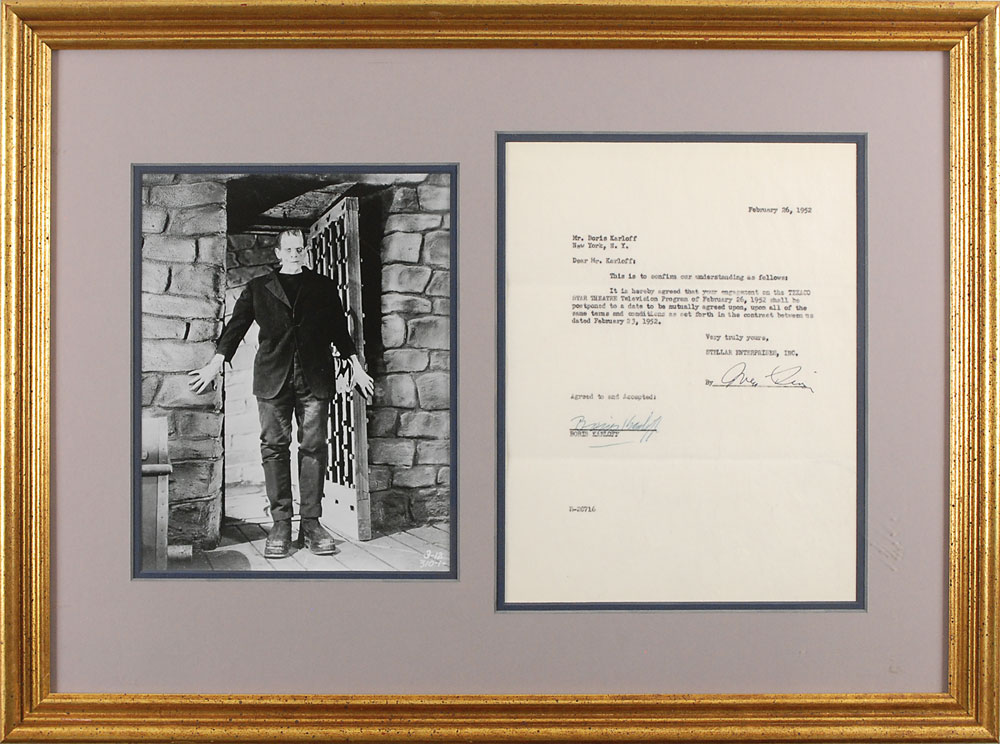 February 26, 1952
Mr. Boris Karloff
New York, N. Y.
Dear Mr. Karloff:
This is to confirm our understanding as follows:
It is hereby agreed that your engagement on the TEXACO
STAR THEATRE Television Program of February 26, 1952 shall be
postponed to a date to be mutually agreed upon, upon all of the
same terms and conditions as set forth in the contract between us
dated February 23, 1952.
Very truly yours,
STELLAR ENTERPRISES, INC.
By
Agreed to and Accepted:
Boris Karloff
BORIS KARLOFF